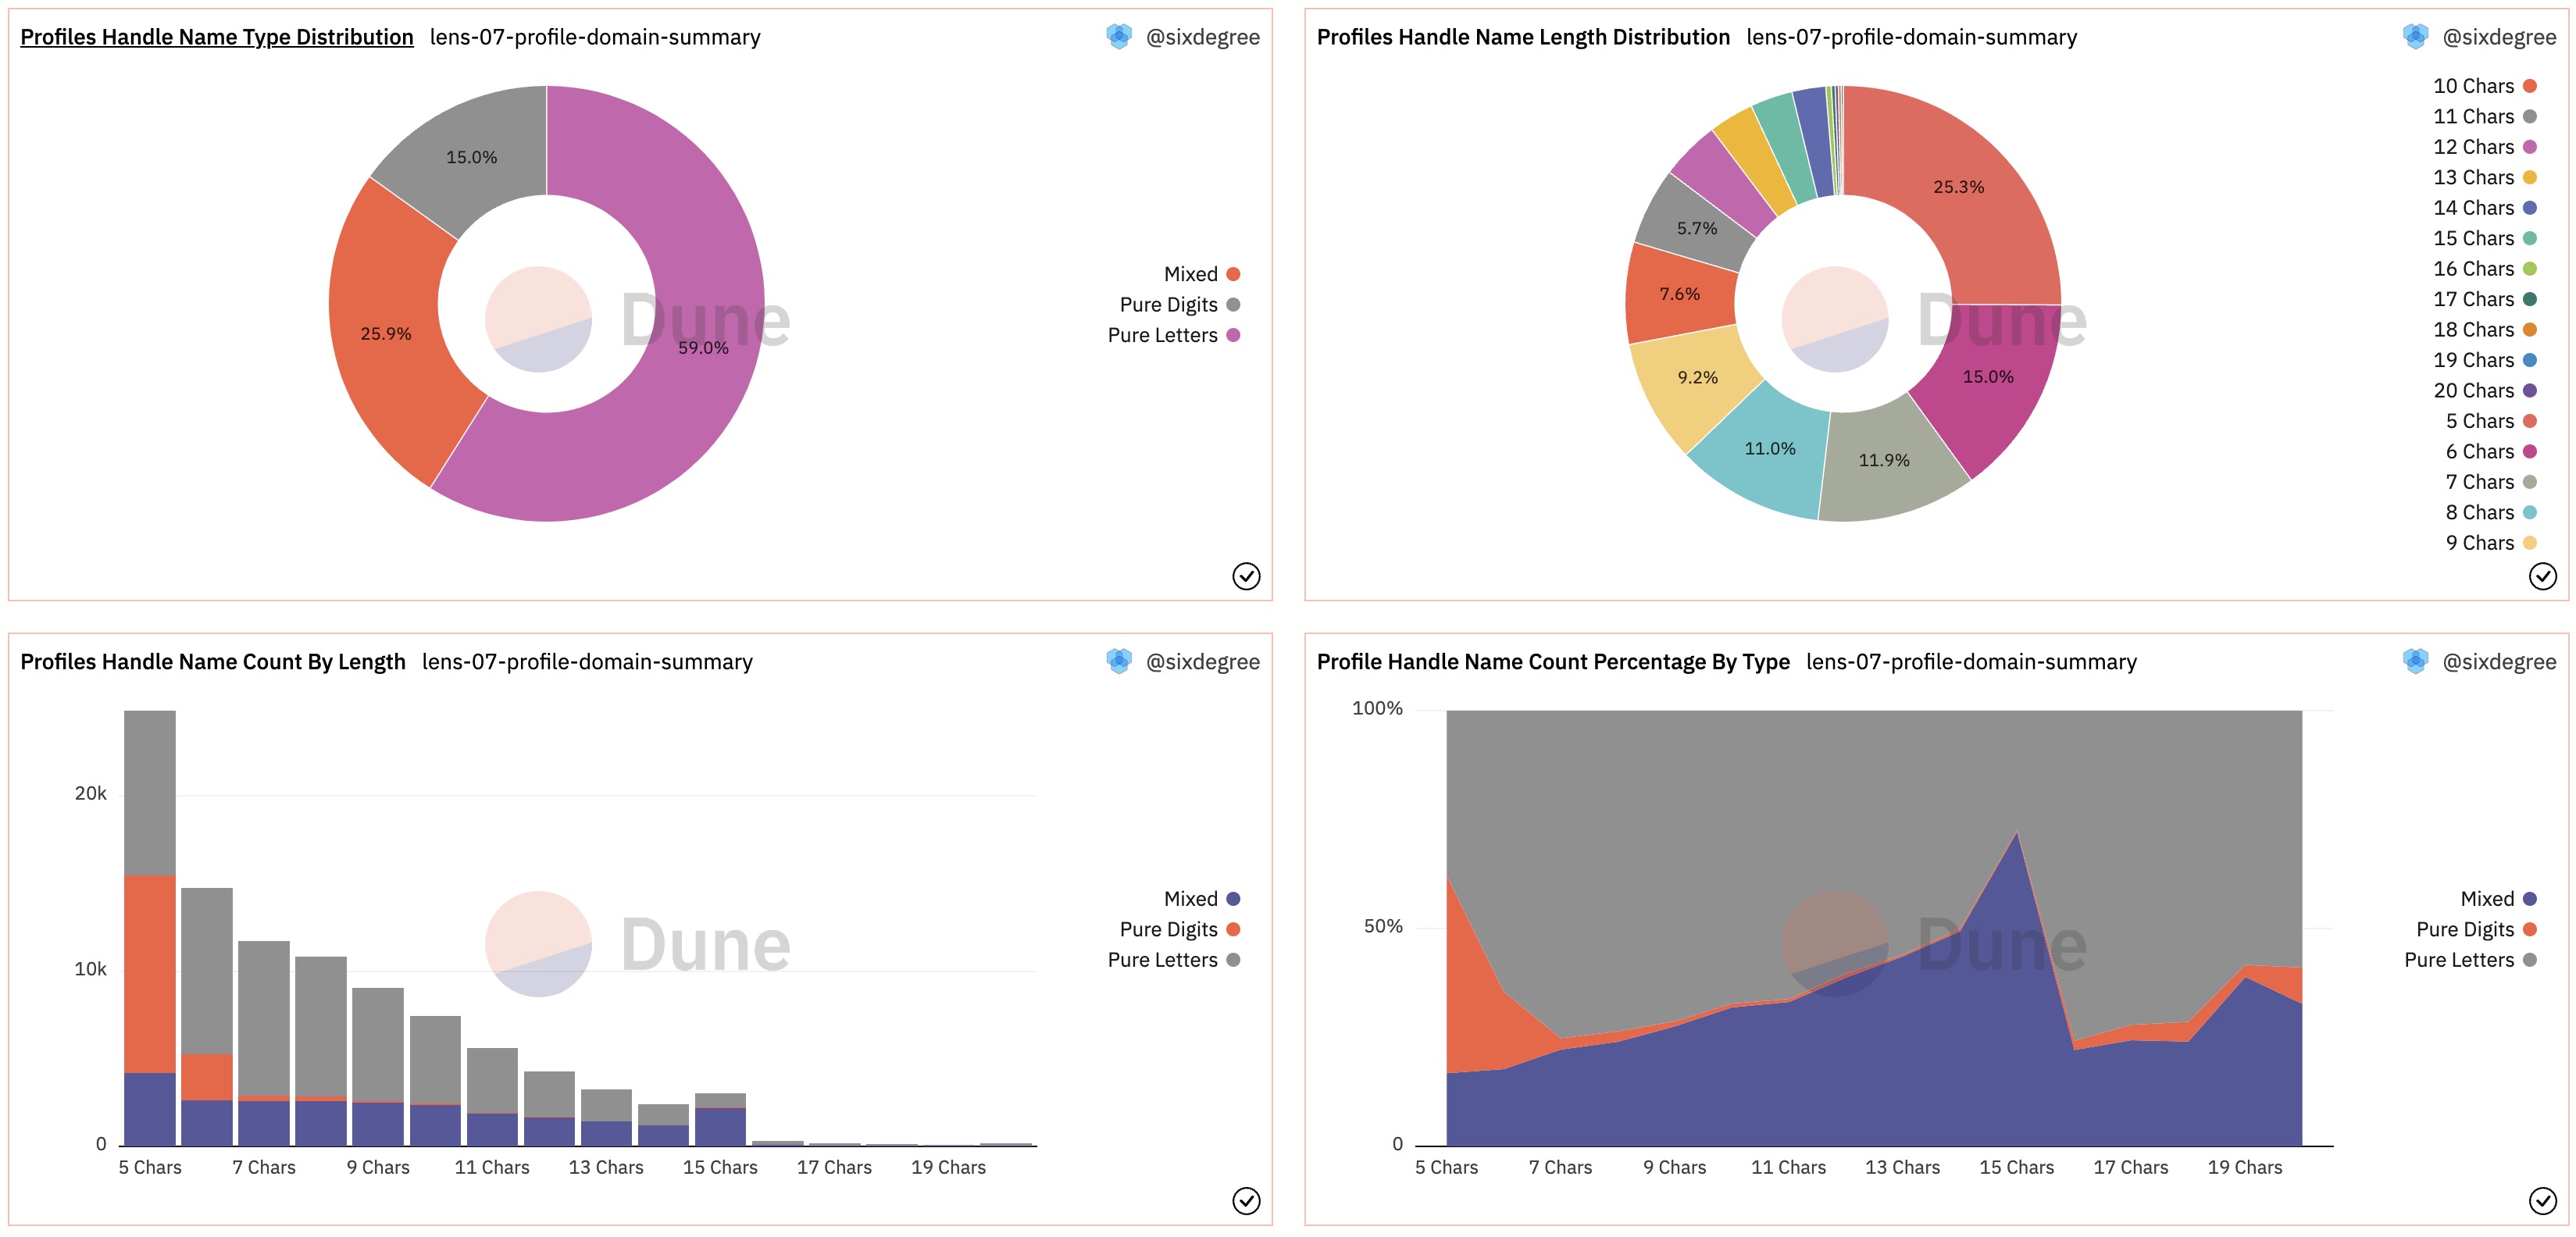 Profiles Handle Name Type Distribution lens-07-profile-domain-summary @sixdegree
15.0%
25.9%
59.0%
Dune
Mixed
Pure Digits
Pure Letters
Profiles Handle Name Length Distribution lens-07-profile-domain-summary @sixdegree
25.3%
5.7%
7.6%
15.0%
9.2%
11.0%
11.9%
Dune
10 Chars
11 Chars
12 Chars
13 Chars
14 Chars
15 Chars
16 Chars
17 Chars
18 Chars
19 Chars
20 Chars
5 Chars
6 Chars
7 Chars
8 Chars
9 Chars
Profiles Handle Name Count By Length lens-07-profile-domain-summary @sixdegree
20k
10k
0
Dune
Mixed
Pure Digits
Pure Letters
5 Chars 7 Chars 9 Chars 11 Chars 13 Chars 15 Chars 17 Chars 19 Chars
Profile Handle Name Count Percentage By Type lens-07-profile-domain-summary @sixdegree
100%
50%
0
Dune
Mixed
Pure Digits
Pure Letters
5 Chars 7 Chars 9 Chars 11 Chars 13 Chars 15 Chars 17 Chars 19 Chars